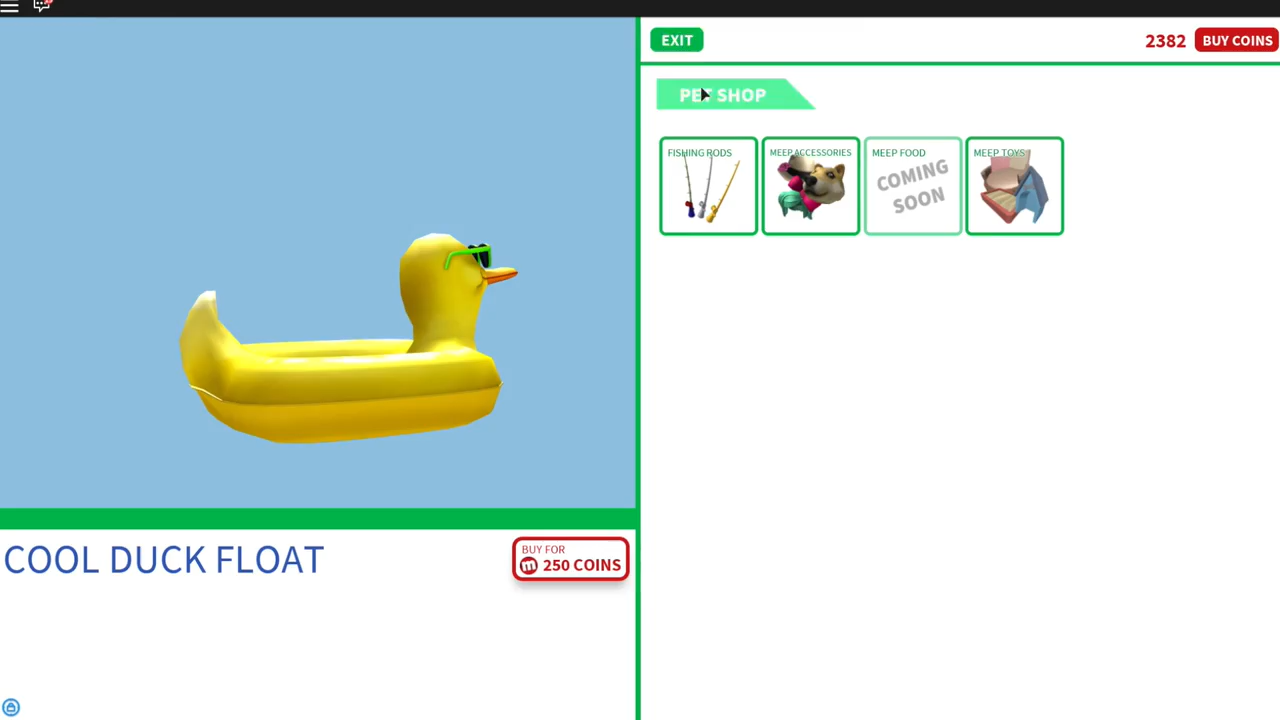 EXIT
2382
BUY COINS
PET SHOP
FISHING RODS
MEEP ACCESSORIES
MEEP FOOD
COMING
SOON
MEEP TOYS
COOL DUCK FLOAT
BUY FOR
m 250 COINS